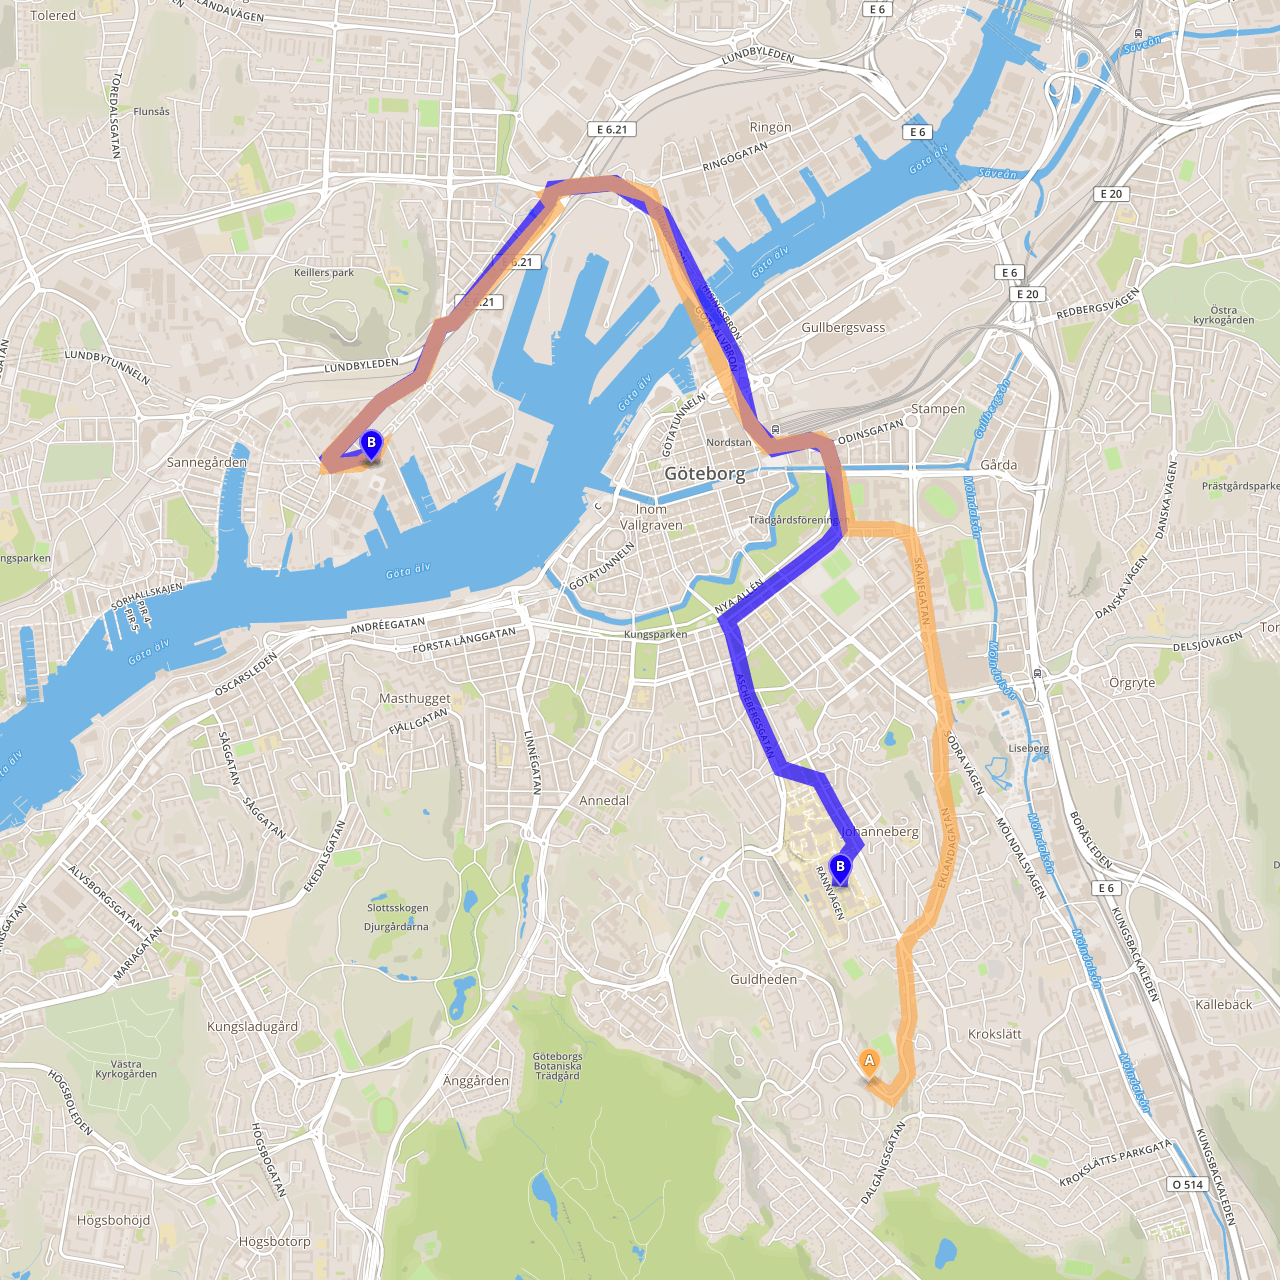 Tolered
LANDAVÄGEN
E 6
LUNDBYLEDEN
Säveån
TOREDALSGATAN
Flunsås
E 6.21
Ringön
E 6
RINGÖGATAN
Göta älv
Säveån
E 20
Göta älv
6.21
Keillers park
E 6
E 20
REDBERGSVÄGEN
.21
HISINGSBRON
GÖTAÄLVBRON
Gullbergsvass
Östra
kyrkogården
LUNDBYTUNNELN
LUNDBYLEDEN
Göta älv
GÖTATUNNELN
Gullbergsån
Stampen
ODINSGATAN
B
Nordstan
Sannegården
Göteborg
Gårda
Mölndalsån
DANSKA VÄGEN
Prästgårdsparke
Inom
Vallgraven
Trädgårdsföreningen
ngsparken
Göta älv
GÖTATUNNELN
SKÅNEGATAN
DANSKA VÄGEN
SÖRHALLSKAJEN
PIR 4
PIR 5
NYA ALLÉN
ANDRÉEGATAN
FÖRSTA LÅNGGATAN
Kungsparken
Göta älv
DELSJÖVÄGEN
Tor
OSCARSLEDEN
Mölndalsån
Örgryte
Masthugget
FJÄLLGATAN
ASCHEBERGSGATAN
SÅGGATAN
LINNÉGATAN
SÖDRA VÄGEN
Liseberg
ta älv
Annedal
SÅGGATAN
Johanneberg
EKLANDAGATAN
MÖLNDALSVÄGEN
Mölndalsån
BORÅSLEDEN
EKEDALSGATAN
B
RÄNNVÄGEN
E 6
ÄLVSBORGSGATAN
Slottsskogen
Djurgårdarna
MARIAGATAN
KUNGSBACKALEDEN
Mölndalsån
Guldheden
Kungsladugård
Kallebäck
Krokslätt
A
Göteborgs
Botaniska
Trädgård
Västra
Kyrkogården
Änggården
HÖGSBOLEDEN
Mölndalsån
HÖGSBOGATAN
DALGÅNGSGATAN
KROKSLÄTTS PARKGATA
KUNGSBACKALEDEN
O 514
Högsbohöjd
Högsbotorp